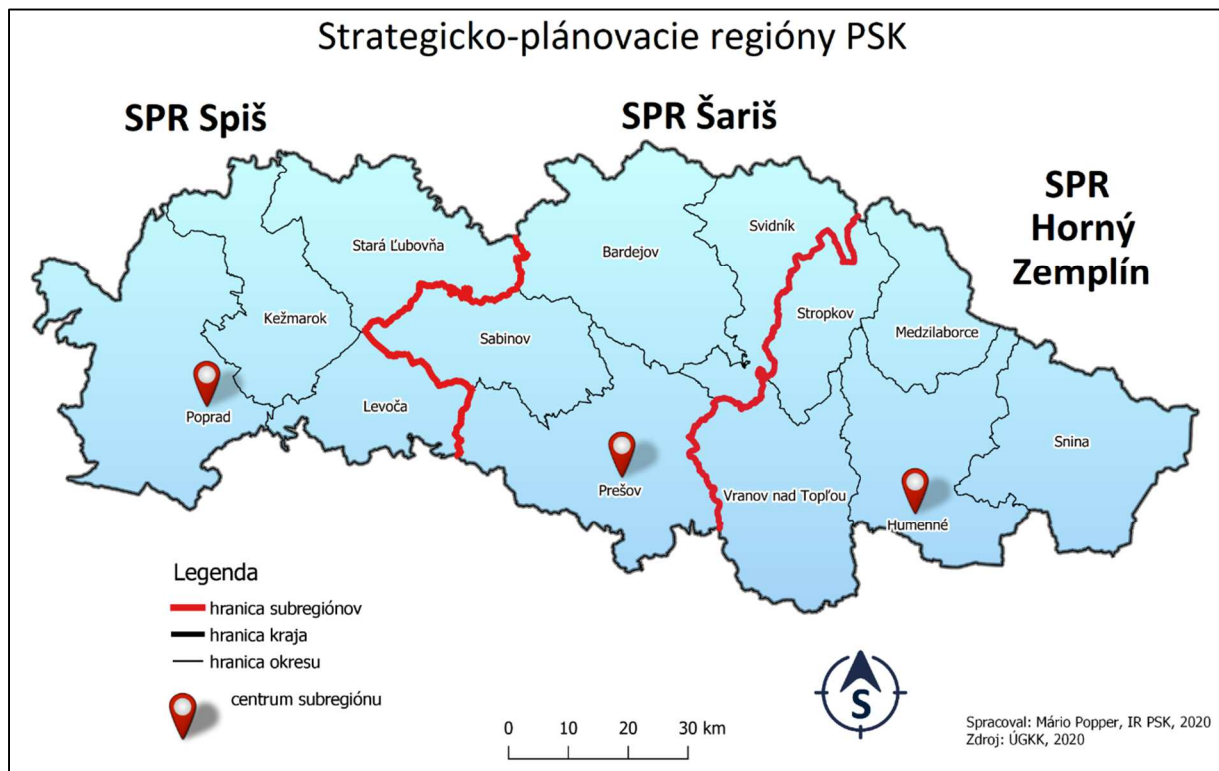 Strategicko-plánovacie regióny PSK
SPR Spiš
SPR Šariš
SPR
Horný
Zemplín
Svidník
Stará Ľubovňa
Bardejov
Kežmarok
Stropkov
Medzilaborce
Sabinov
Poprad
Levoča
Snina
Prešov
Vranov nad Topľou
Humenné
Legenda
hranica subregiónov
hranica kraja
hranica okresu
centrum subregiónu
0 10 20 30 km
S
Spracoval: Mário Popper, IR PSK, 2020
Zdroj: ÚGKK, 2020